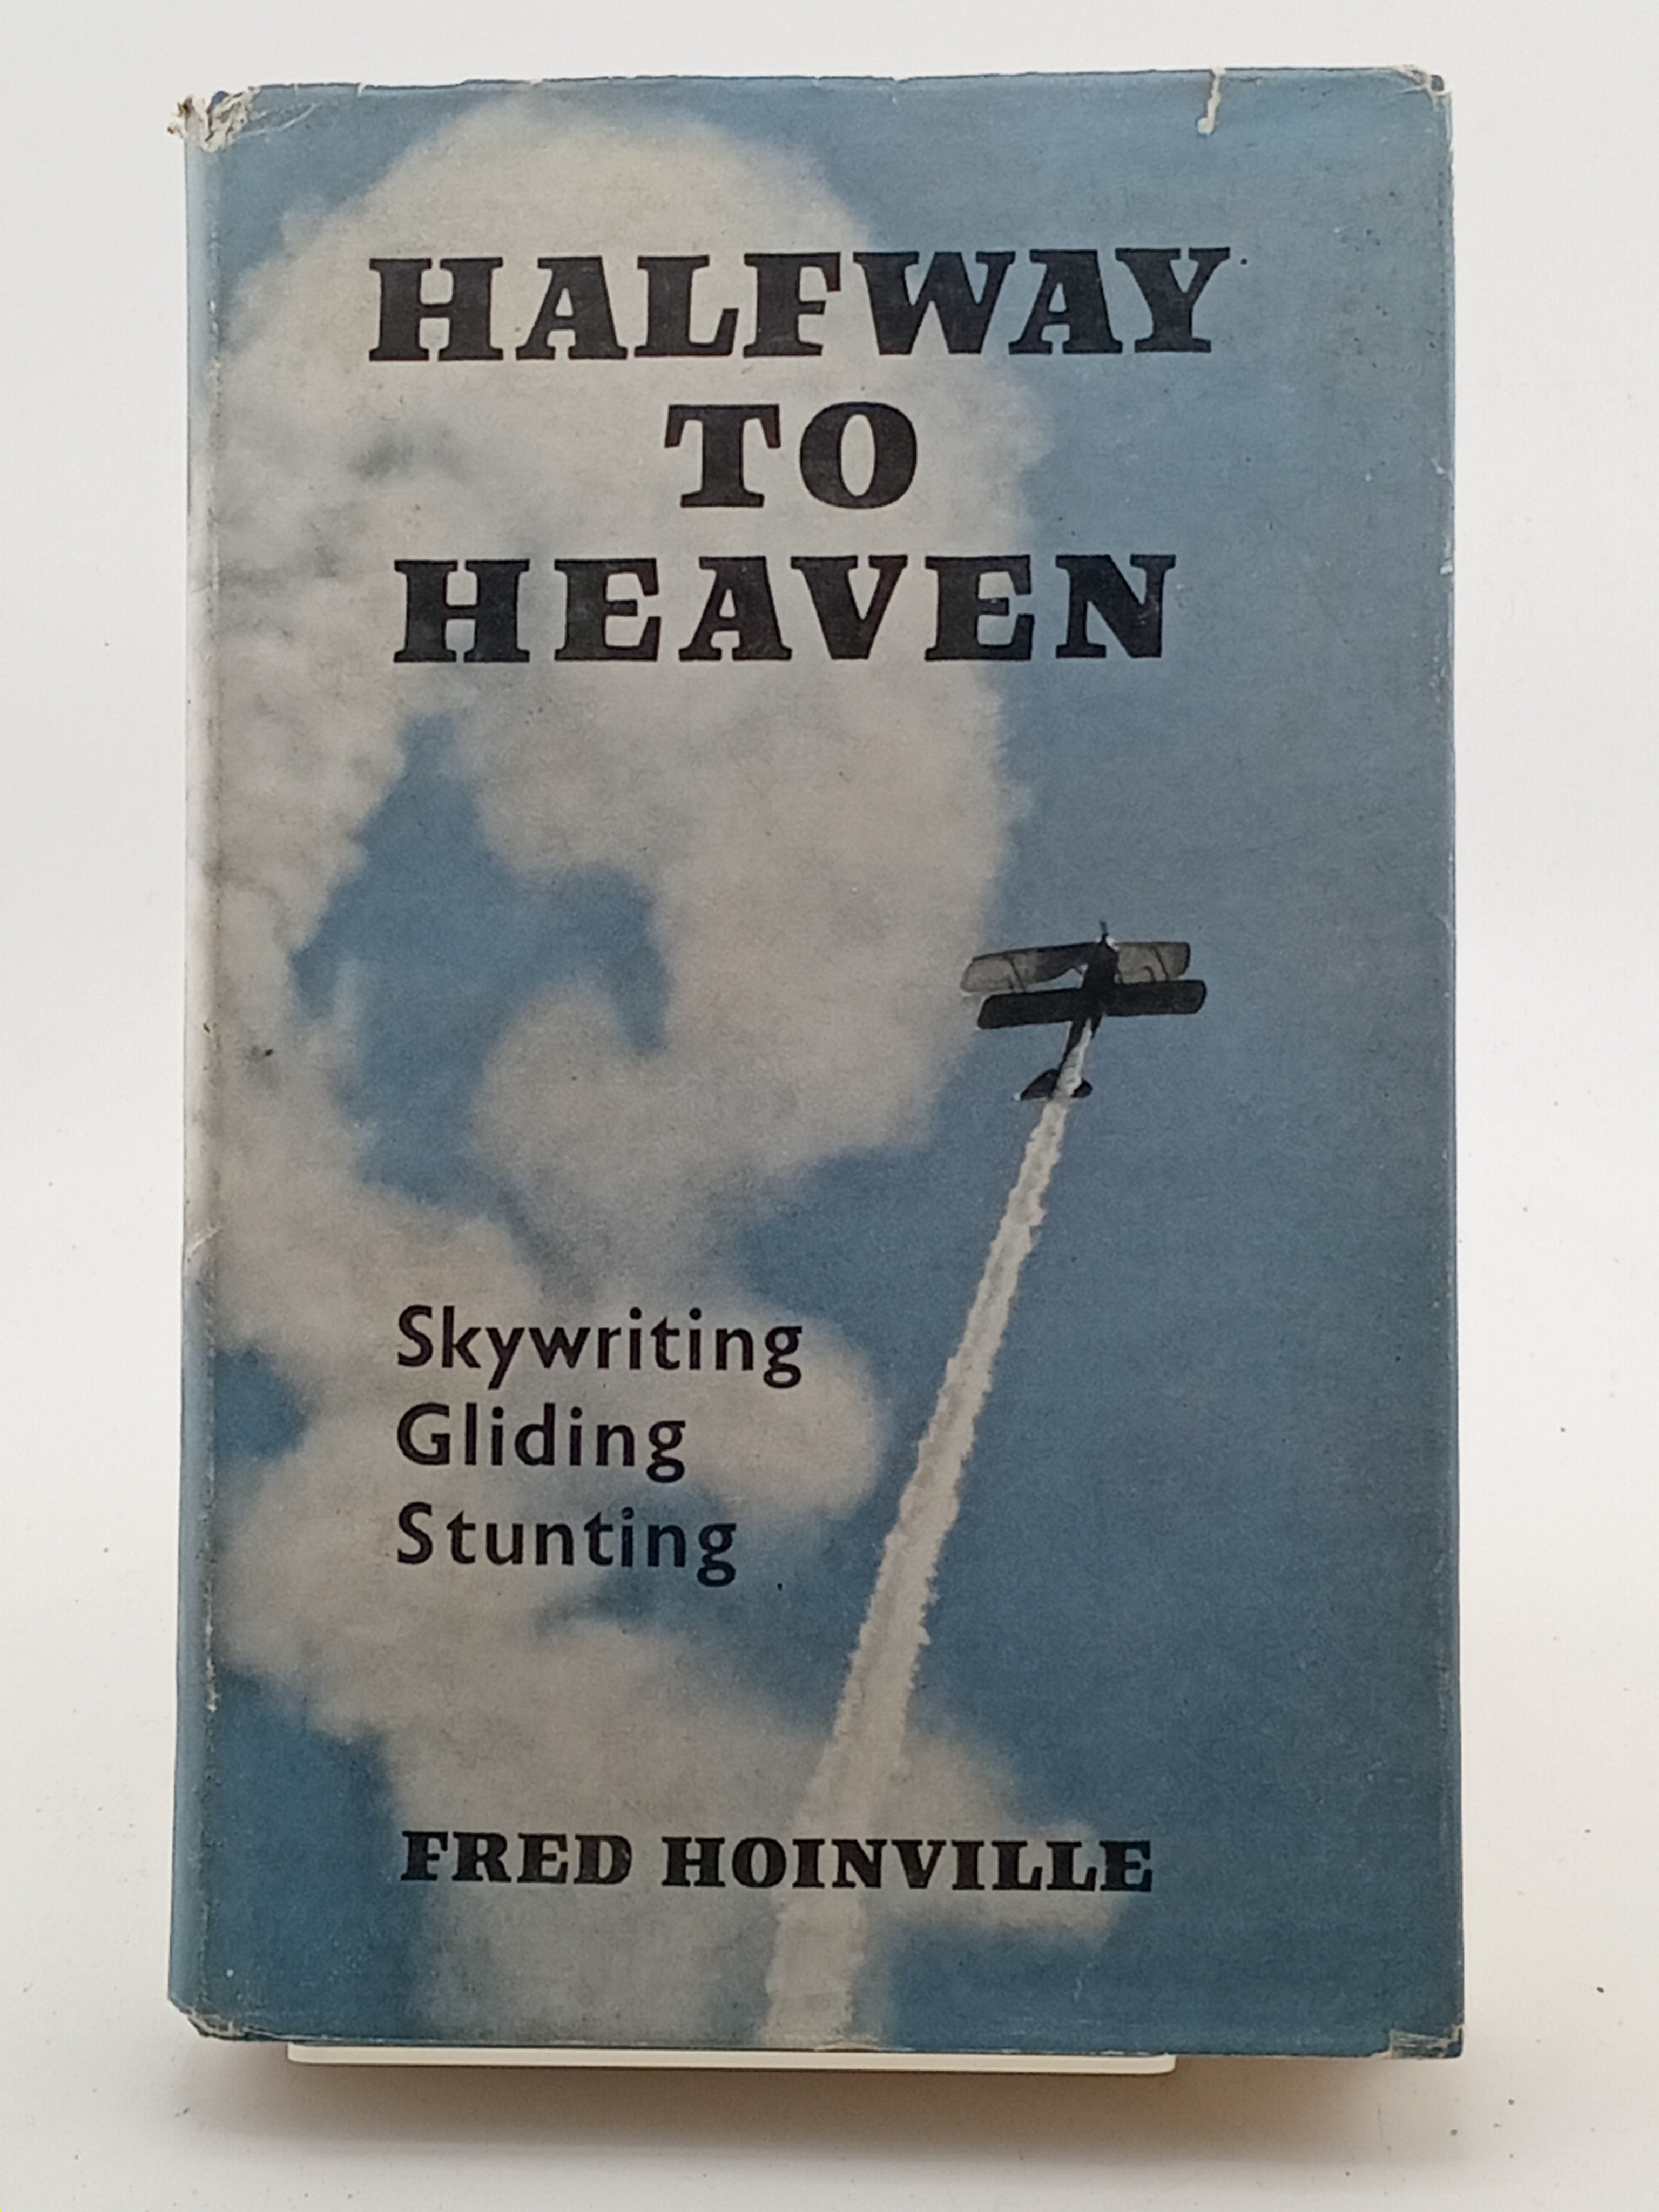 HALFWAY
TO
HEAVEN
Skywriting
Gliding
Stunting
FRED HOINVILLE